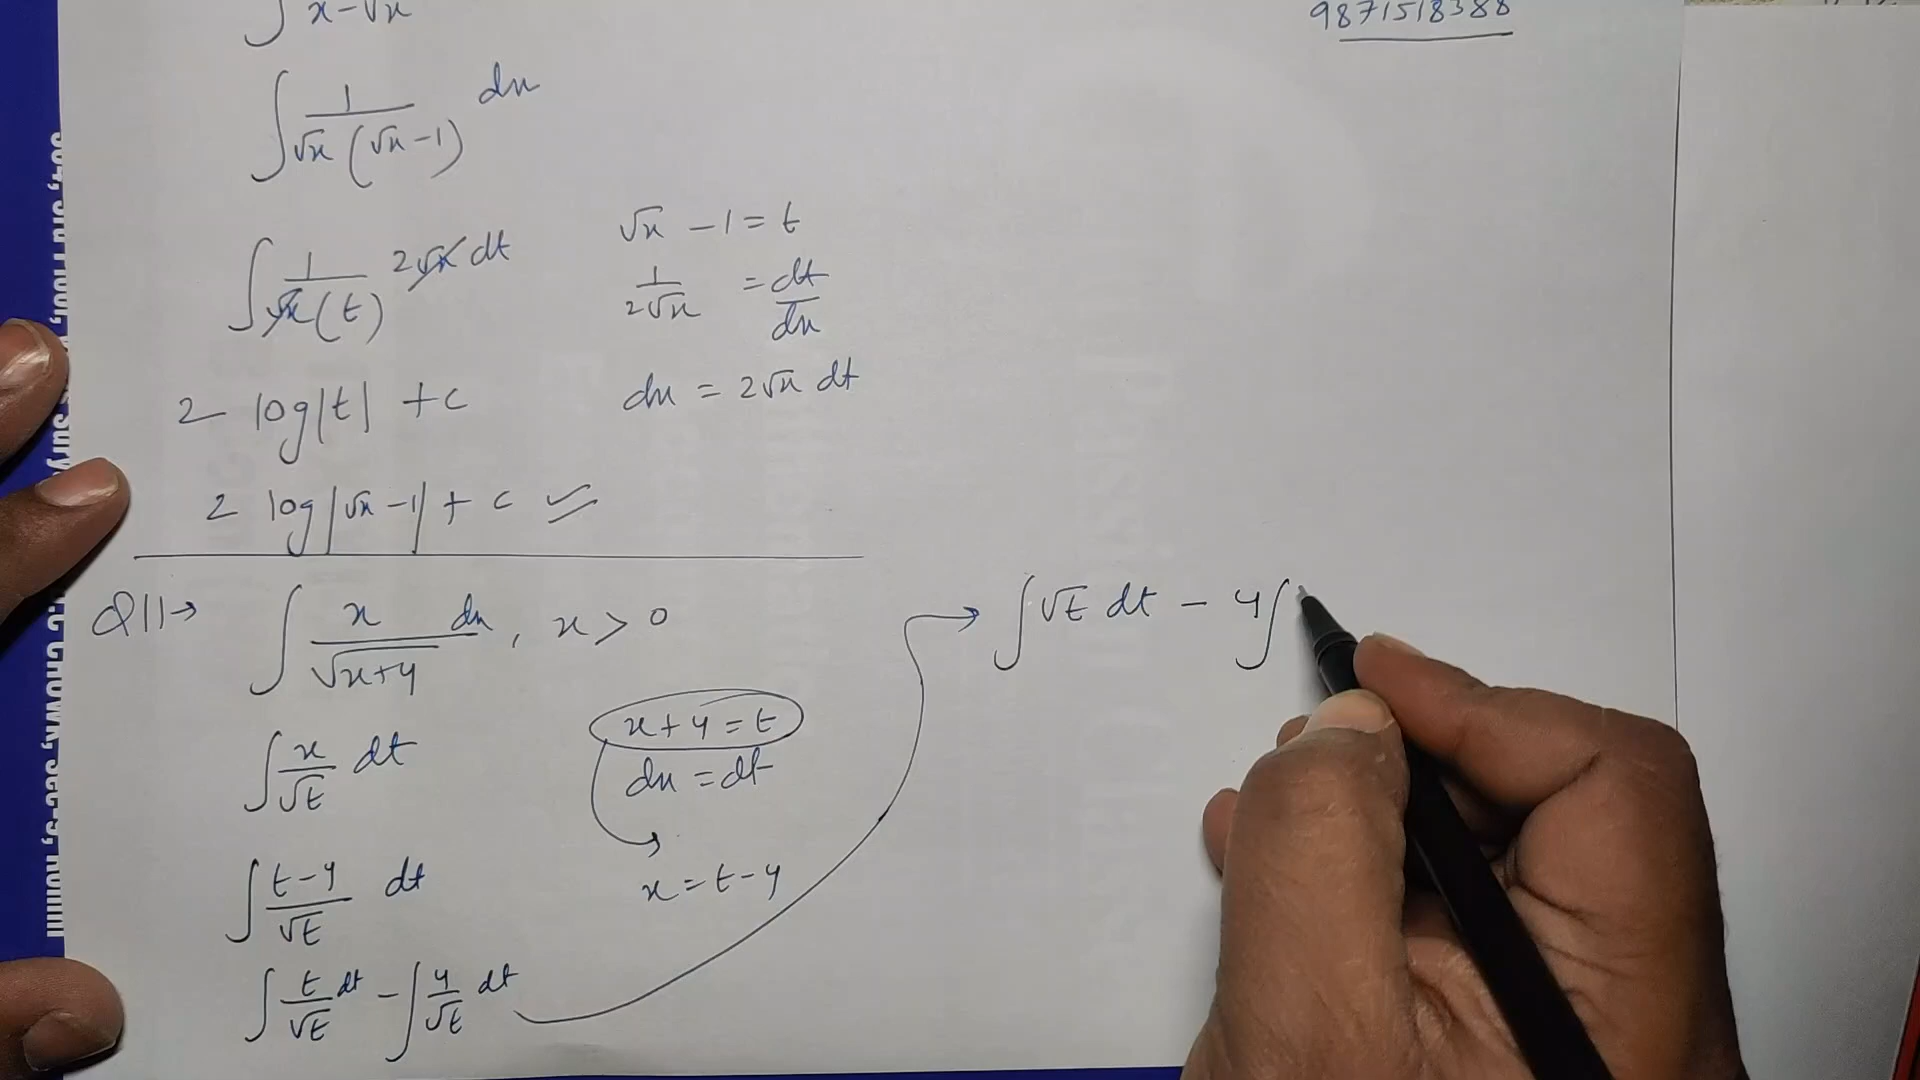 ∫ x-√x
9871518388
∫ 1/(√x (√x-1)) dx
∫ 1/(√x(t)) 2√x dt
√x - 1 = t
1/(2√x) = dt/dx
dx = 2√x dt
2 log|t| + c
2 log|√x - 1| + c
Q11→ ∫ x/√(x+4) dx, x > 0
x+4 = t
dx = dt
x = t-4
∫ x/√t dt
∫ (t-4)/√t dt
∫ t/√t dt - ∫ 4/√t dt
→ ∫ √t dt - 4∫